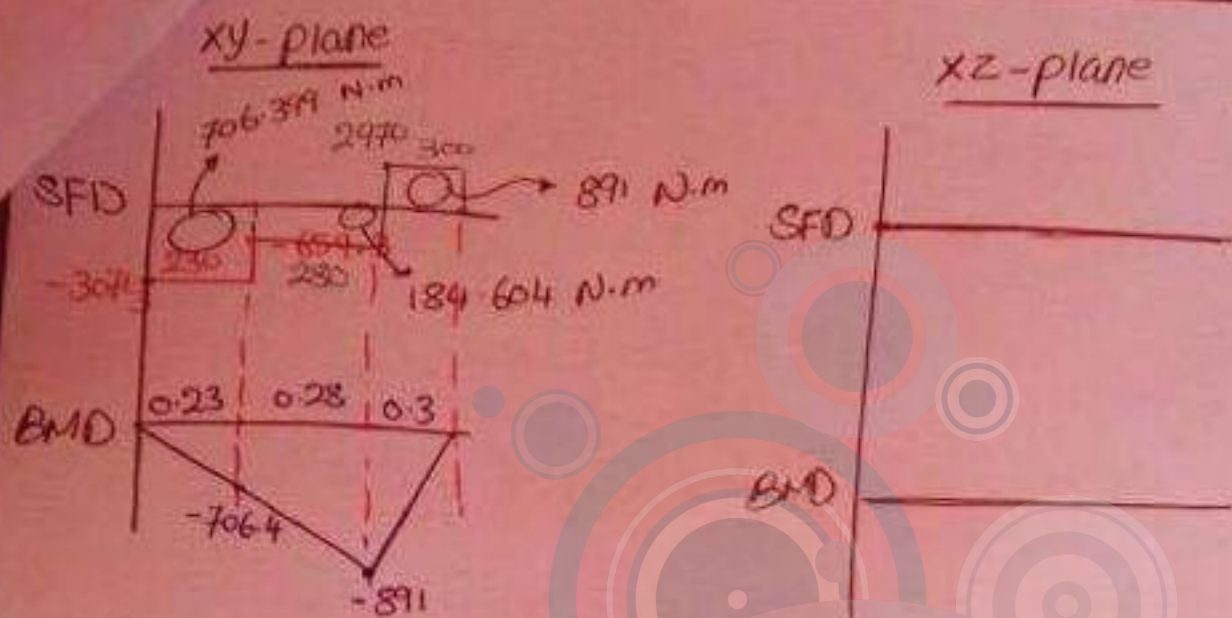 xy-plane
706.399 N.m
2970 300
SFD
891 N.m
230
280
184.604 N.m
BMD
0.23 0.28 0.3
-706.4
-891
xz-plane
SFD
BMD